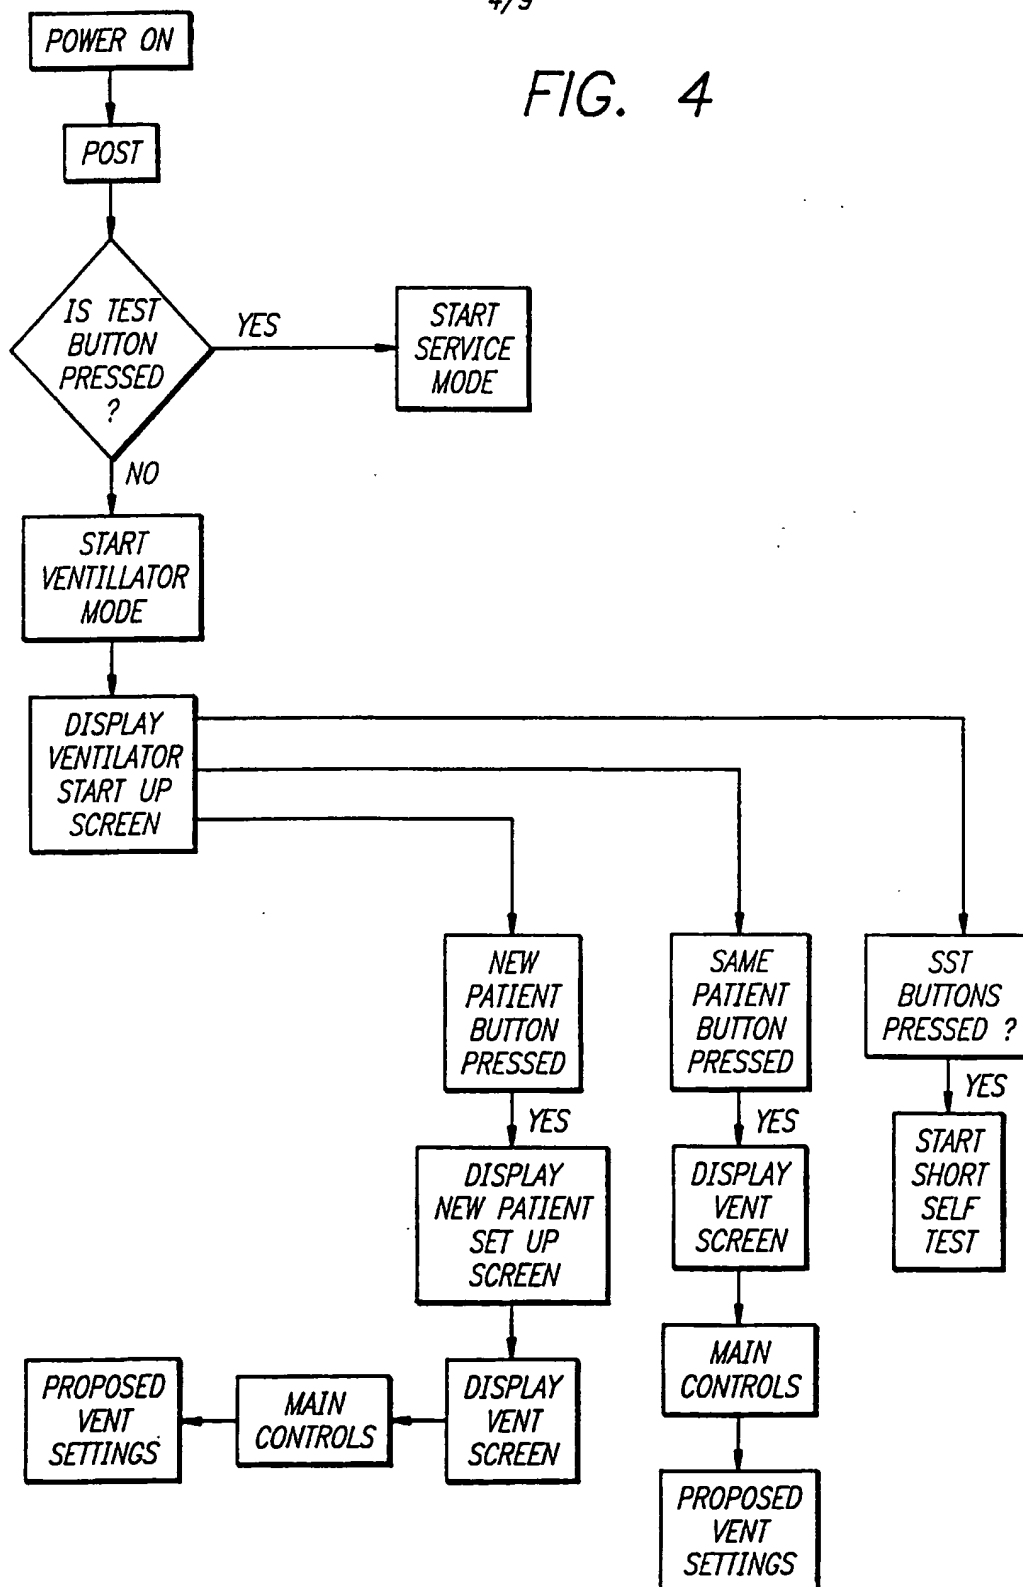 4/9
FIG. 4
POWER ON
POST
IS TEST
BUTTON
PRESSED
?
YES
START
SERVICE
MODE
NO
START
VENTILLATOR
MODE
DISPLAY
VENTILATOR
START UP
SCREEN
NEW
PATIENT
BUTTON
PRESSED
SAME
PATIENT
BUTTON
PRESSED
SST
BUTTONS
PRESSED ?
YES
YES
YES
DISPLAY
NEW PATIENT
SET UP
SCREEN
DISPLAY
VENT
SCREEN
START
SHORT
SELF
TEST
MAIN
CONTROLS
PROPOSED
VENT
SETTINGS
MAIN
CONTROLS
DISPLAY
VENT
SCREEN
PROPOSED
VENT
SETTINGS